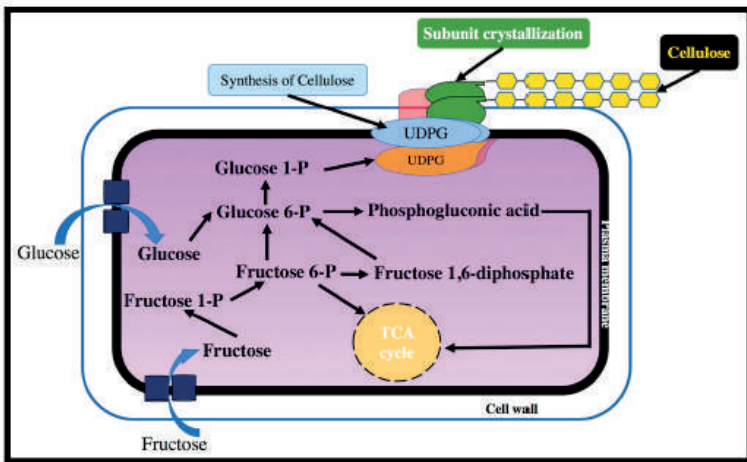 Subunit crystallization
Cellulose
Synthesis of Cellulose
UDPG
UDPG
Glucose 1-P
Glucose 6-P
Phosphogluconic acid
Glucose
Glucose
Fructose 6-P
Fructose 1,6-diphosphate
Fructose 1-P
Fructose
TCA
cycle
Plasma membrane
Cell wall
Fructose